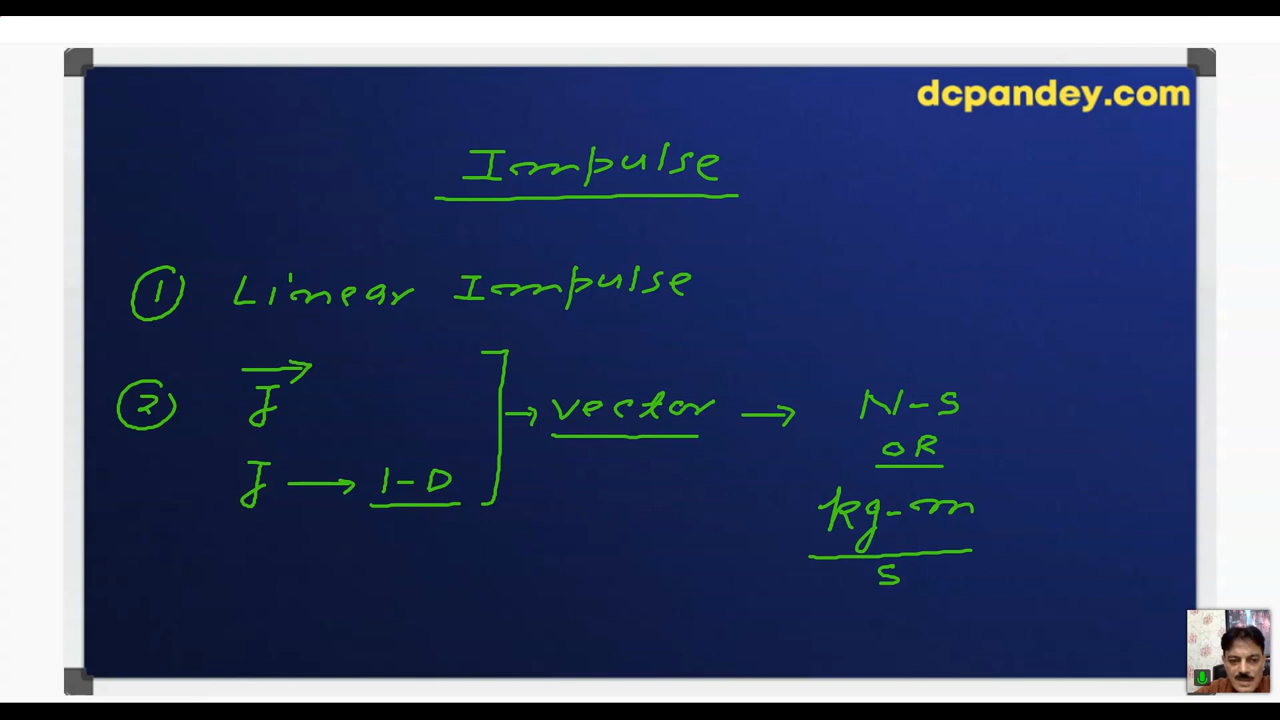 dcpandey.com
Impulse
① Linear Impulse
② J⃗ ] → vector → N-s
OR
J → 1-D
kg-m
s